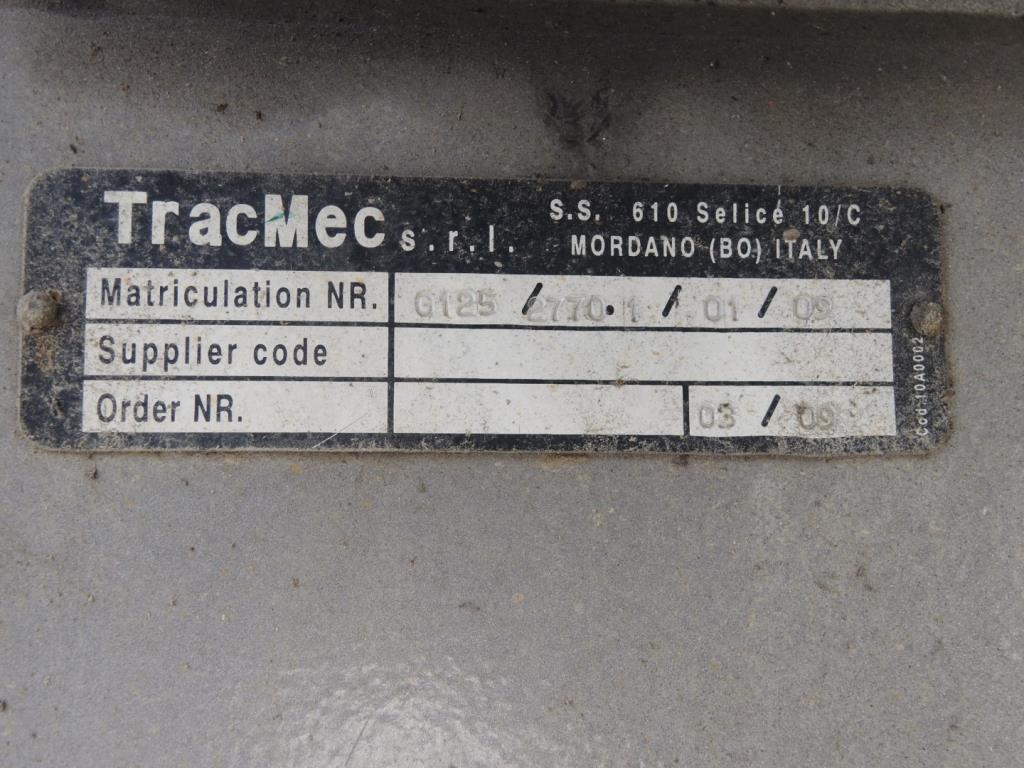 TracMec s.r.l.
S.S. 610 Selice 10/C
MORDANO (BO) ITALY
Matriculation NR. G125 / 2770.1 / 01 / 09
Supplier code
Order NR. 03 / 09
Cod.10A0002